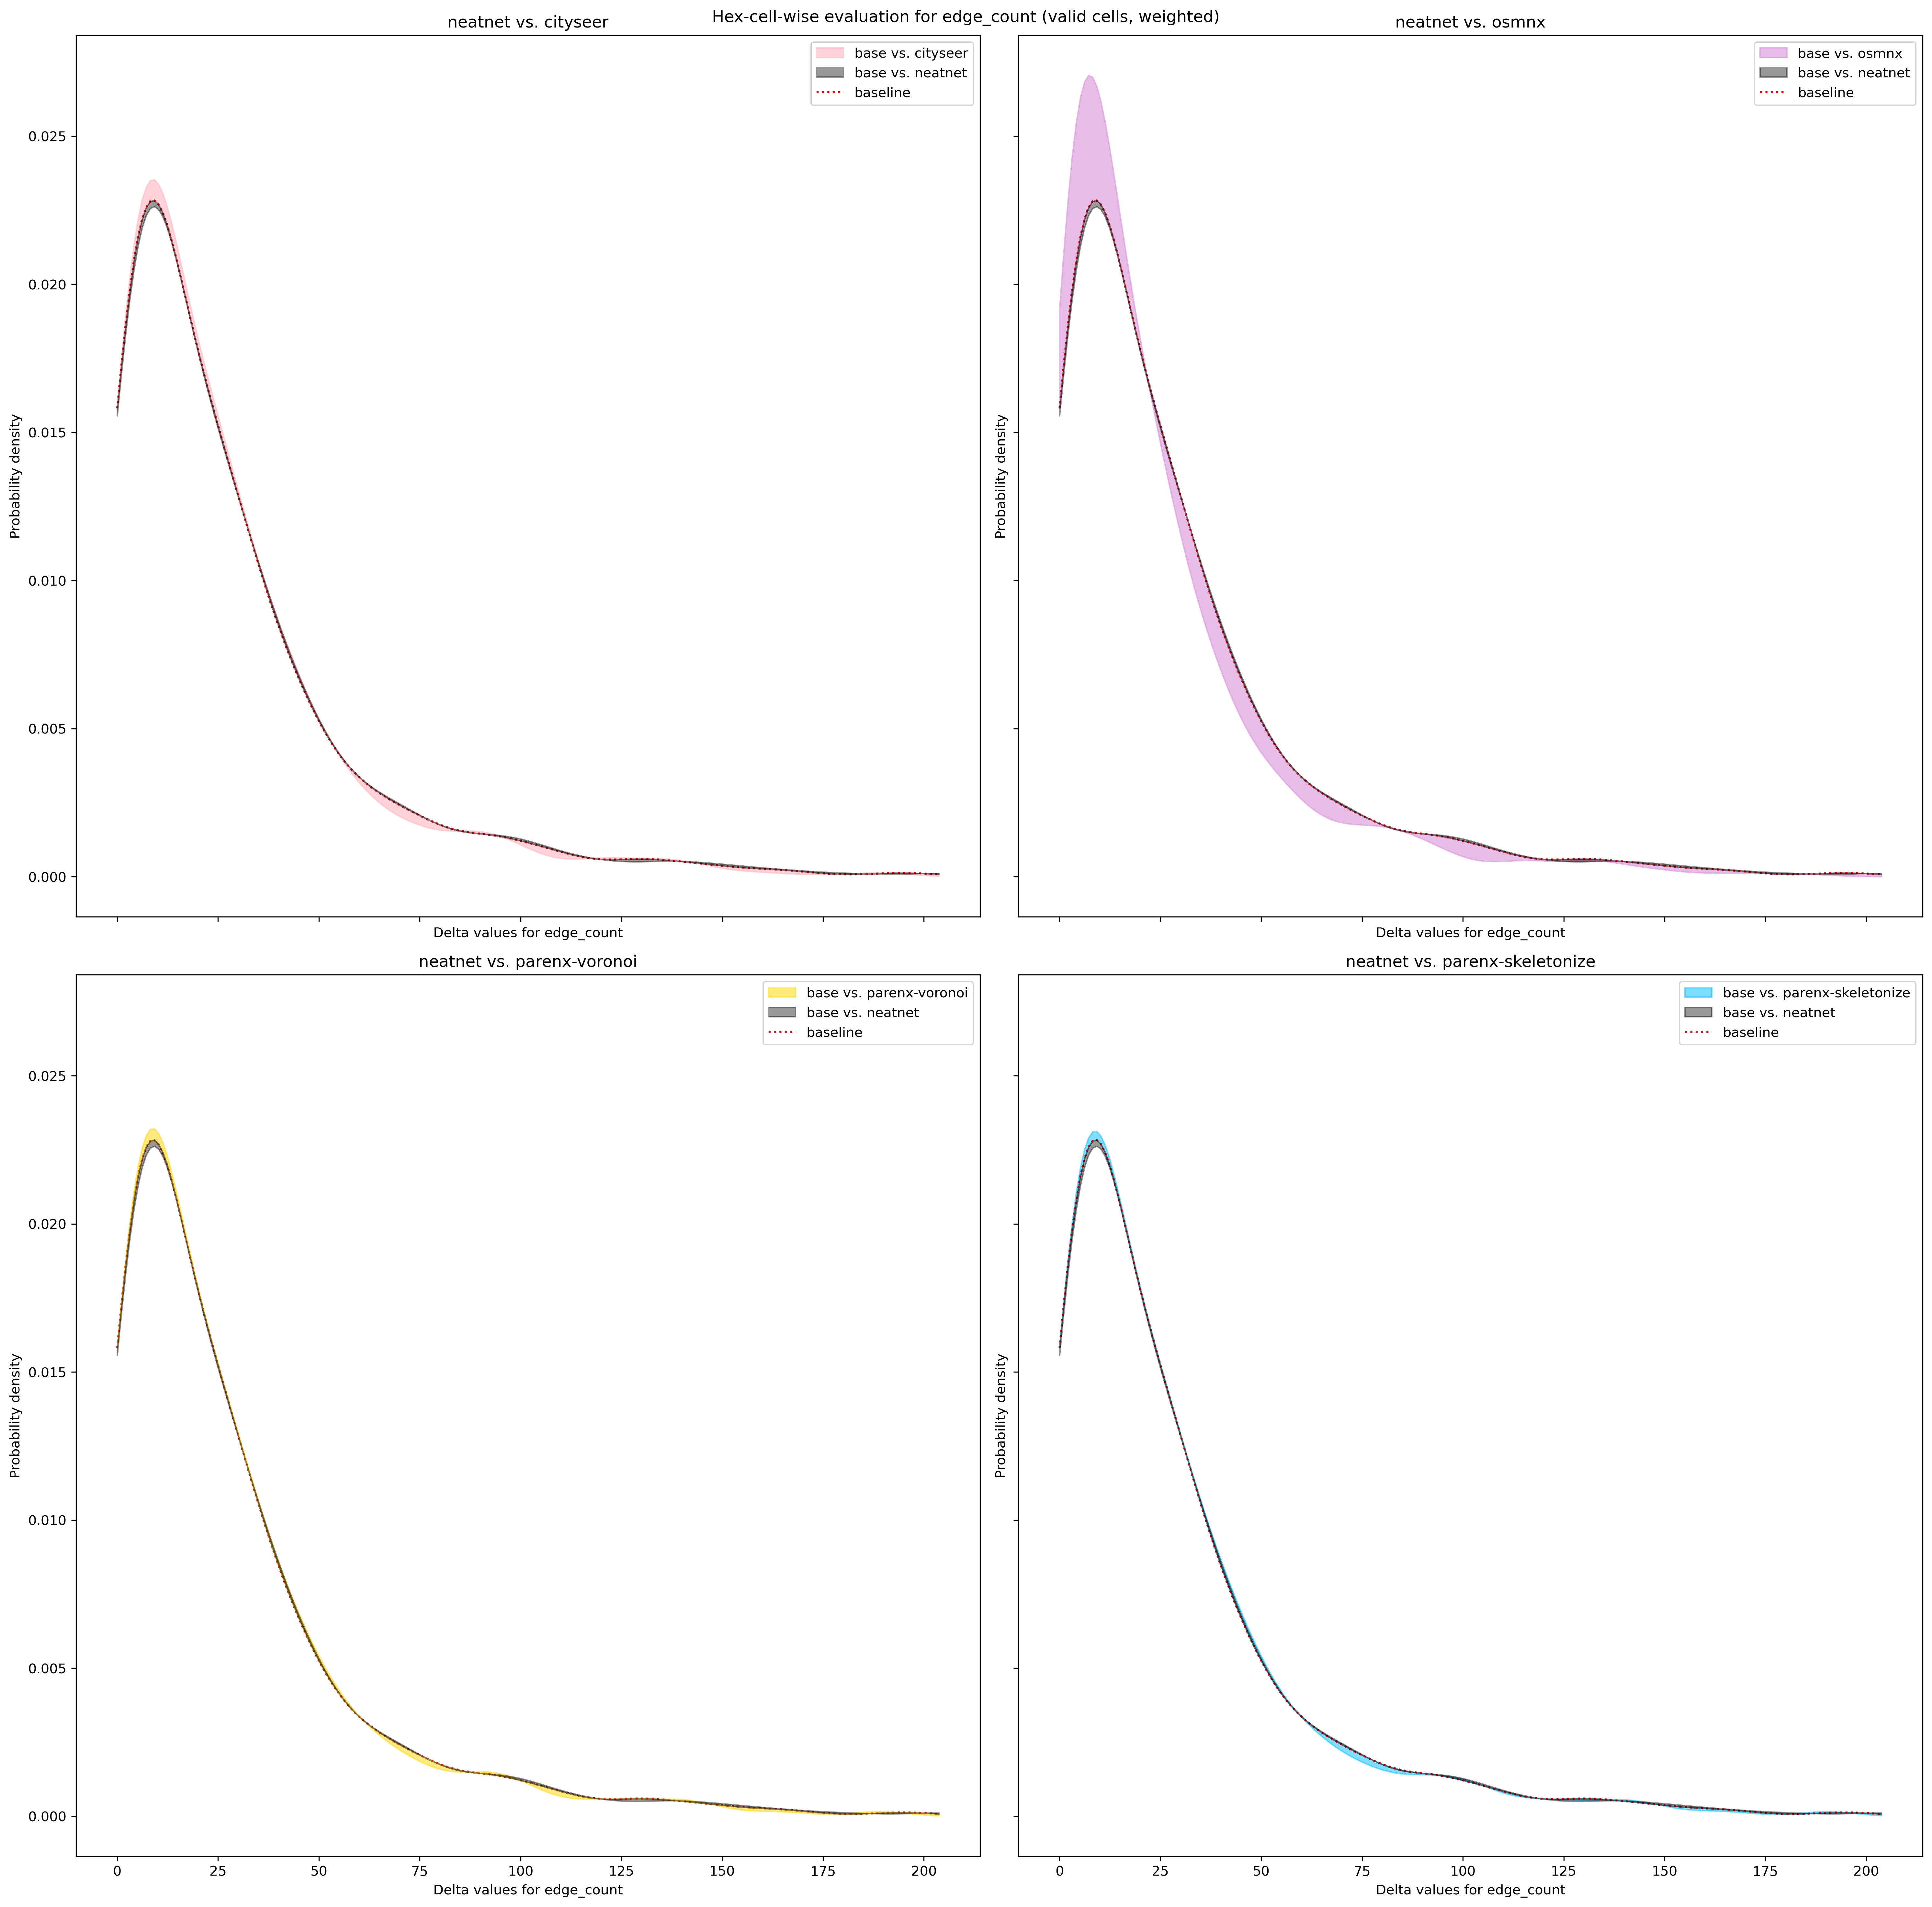 Hex-cell-wise evaluation for edge_count (valid cells, weighted)
neatnet vs. cityseer
base vs. cityseer
base vs. neatnet
baseline
Probability density
0.025
0.020
0.015
0.010
0.005
0.000
Delta values for edge_count
neatnet vs. osmnx
base vs. osmnx
base vs. neatnet
baseline
Probability density
Delta values for edge_count
neatnet vs. parenx-voronoi
base vs. parenx-voronoi
base vs. neatnet
baseline
Probability density
0.025
0.020
0.015
0.010
0.005
0.000
0 25 50 75 100 125 150 175 200
Delta values for edge_count
neatnet vs. parenx-skeletonize
base vs. parenx-skeletonize
base vs. neatnet
baseline
Probability density
0 25 50 75 100 125 150 175 200
Delta values for edge_count